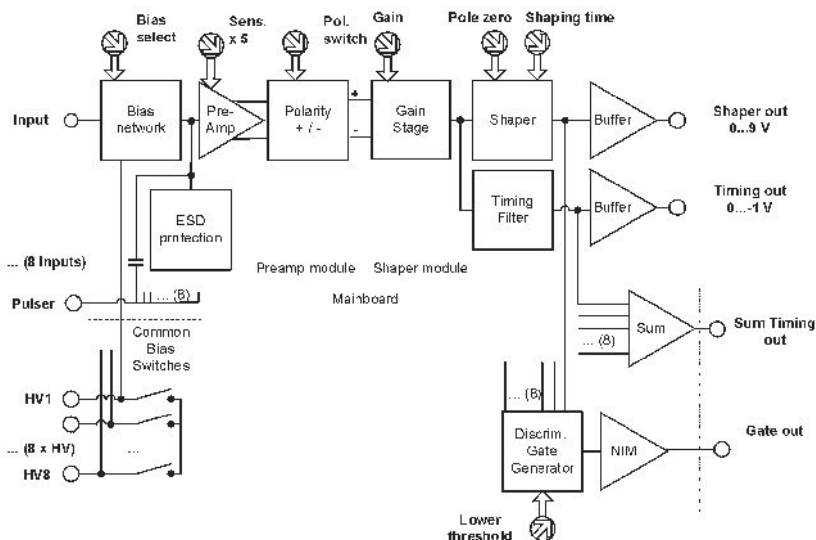 Bias
select
Sens.
x 5
Pol.
switch
Gain
Pole zero
Shaping time
Input
Bias
network
Pre-
Amp
Polarity
+ / -
+
-
Gain
Stage
Shaper
Buffer
Shaper out
0...9 V
ESD
protection
Timing
Filter
Buffer
Timing out
0...-1 V
... (8 Inputs)
Preamp module
Shaper module
Pulser
... (8)
Mainboard
Common
Bias
Switches
Sum
... (8)
Sum Timing
out
HV1
... (8 x HV)
...
HV8
... (8)
Discrim.
Gate
Generator
NIM
Gate out
Lower
threshold